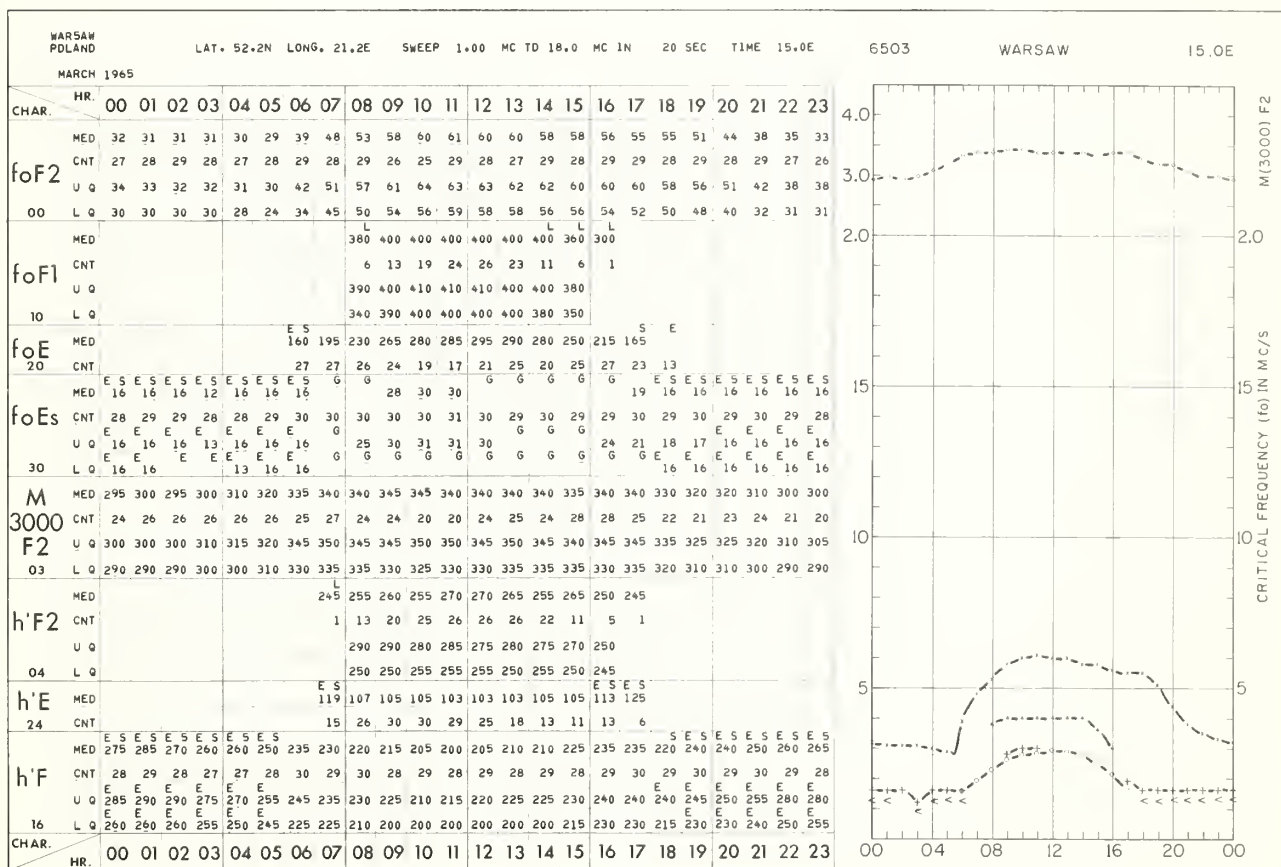 WARSAW
POLAND LAT. 52.2N LONG. 21.2E SWEEP 1.00 MC TO 18.0 MC IN 20 SEC TIME 15.0E
MARCH 1965
6503 WARSAW 15.0E
CHAR. HR. 00 01 02 03 04 05 06 07 08 09 10 11 12 13 14 15 16 17 18 19 20 21 22 23
foF2
MED 32 31 31 31 30 29 39 48 53 58 60 61 60 60 58 58 56 55 55 51 44 38 35 33
CNT 27 28 29 28 27 28 29 28 29 26 25 29 28 27 29 28 29 29 28 29 28 29 27 26
U Q 34 33 32 32 31 30 42 51 57 61 64 63 63 62 62 60 60 60 58 56 51 42 38 38
00 L Q 30 30 30 30 28 24 34 45 50 54 56 59 58 58 56 56 54 52 50 48 40 32 31 31
foF1
L L L L
MED 380 400 400 400 400 400 400 360 300
CNT 6 13 19 24 26 23 11 6 1
U Q 390 400 410 410 410 400 400 380
10 L Q 340 390 400 400 400 400 380 350
foE
E S S E
MED 160 195 230 265 280 285 295 290 280 250 215 165
20 CNT 27 27 26 24 19 17 21 25 20 25 27 23 13
foEs
E S E S E S E S E S E S E S G G G G G G G E S E S E S E S E S E S
MED 16 16 16 12 16 16 16 28 30 30 19 16 16 16 16 16 16
CNT 28 29 29 28 28 29 30 30 30 30 30 31 30 29 30 29 29 30 29 30 29 30 29 28
E E E E E E E G G G G E E E E
U Q 16 16 16 13 16 16 16 25 30 31 31 30 24 21 18 17 16 16 16 16
E E E E E E E G G G G G G G G G G G E E E E E E
30 L Q 16 16 13 16 16 16 16 16 16 16 16
M
3000
F2
MED 295 300 295 300 310 320 335 340 340 345 345 340 340 340 340 335 340 340 330 320 320 310 300 300
CNT 24 26 26 26 26 26 25 27 24 24 20 20 24 25 24 28 28 25 22 21 23 24 21 20
U Q 300 300 300 310 315 320 345 350 345 345 350 350 345 350 345 340 345 345 335 325 325 320 310 305
03 L Q 290 290 290 300 300 310 330 335 335 330 325 330 330 335 335 335 330 335 320 310 310 300 290 290
h'F2
L
MED 245 255 260 255 270 270 265 255 265 250 245
CNT 1 13 20 25 26 26 26 22 11 5 1
U Q 290 290 280 285 275 280 275 270 250
04 L Q 250 250 255 255 255 250 255 250 245
h'E
E S E S E S
MED 119 107 105 105 103 103 103 105 105 113 125
24 CNT 15 26 30 30 29 25 18 13 11 13 6
h'F
E S E S E S E S E S E S S E S E S E S E S E S
MED 275 285 270 260 260 250 235 230 220 215 205 200 205 210 210 225 235 235 220 240 240 250 260 265
CNT 28 29 28 27 27 28 30 29 30 28 29 28 29 28 29 28 29 30 29 30 29 30 29 28
E E E E E E E E E E E E
U Q 285 290 290 275 270 255 245 235 230 225 210 215 220 225 225 230 240 240 240 245 250 255 280 280
E E E E E E E E E E E
16 L Q 260 260 260 255 250 245 225 225 210 200 200 200 200 200 200 215 230 230 215 230 230 240 250 255
CHAR. HR. 00 01 02 03 04 05 06 07 08 09 10 11 12 13 14 15 16 17 18 19 20 21 22 23
4.0
3.0
2.0 2.0
15 15
10 10
5 5
M(3000) F2
CRITICAL FREQUENCY (fo) IN MC/S
00 04 08 12 16 20 00